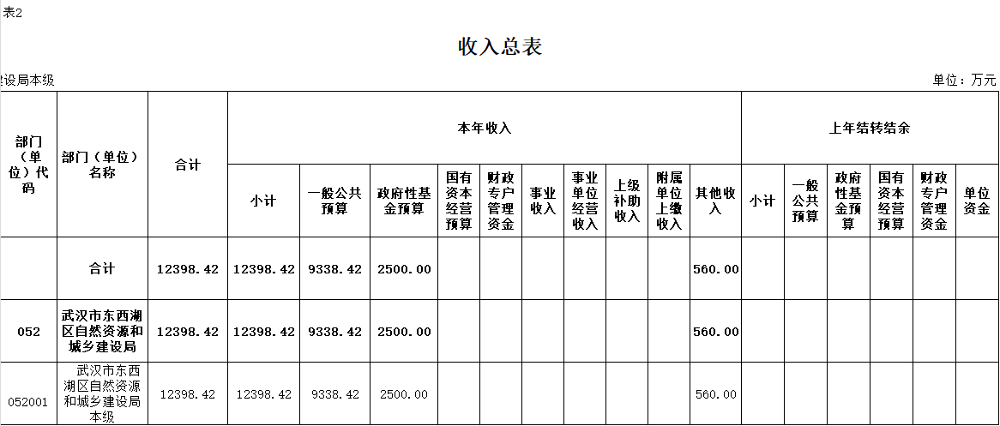 表2
收入总表
建设局本级 单位：万元
部门（单位）代码 部门（单位）名称 合计 本年收入 上年结转结余
小计 一般公共预算 政府性基金预算 国有资本经营预算 财政专户管理资金 事业收入 事业单位经营收入 上级补助收入 附属单位上缴收入 其他收入 小计 一般公共预算 政府性基金预算 国有资本经营预算 财政专户管理资金 单位资金
合计 12398.42 12398.42 9338.42 2500.00 560.00
052 武汉市东西湖区自然资源和城乡建设局 12398.42 12398.42 9338.42 2500.00 560.00
052001 武汉市东西湖区自然资源和城乡建设局本级 12398.42 12398.42 9338.42 2500.00 560.00